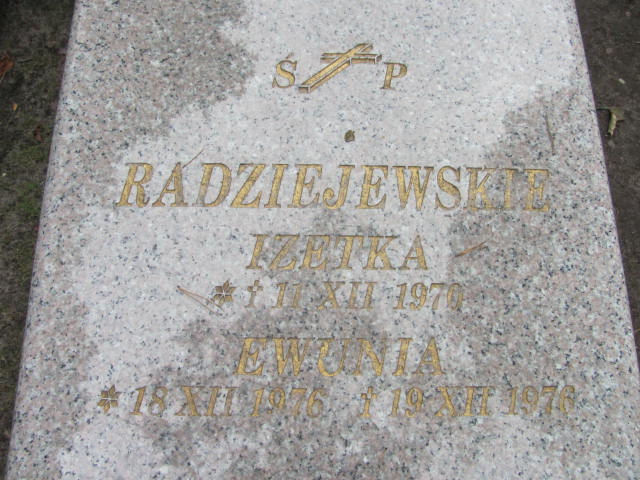 Ś P
RADZIEJEWSKIE
IZETKA
* † 11 XII 1970
EWUNIA
* 18 XII 1976 † 19 XII 1976